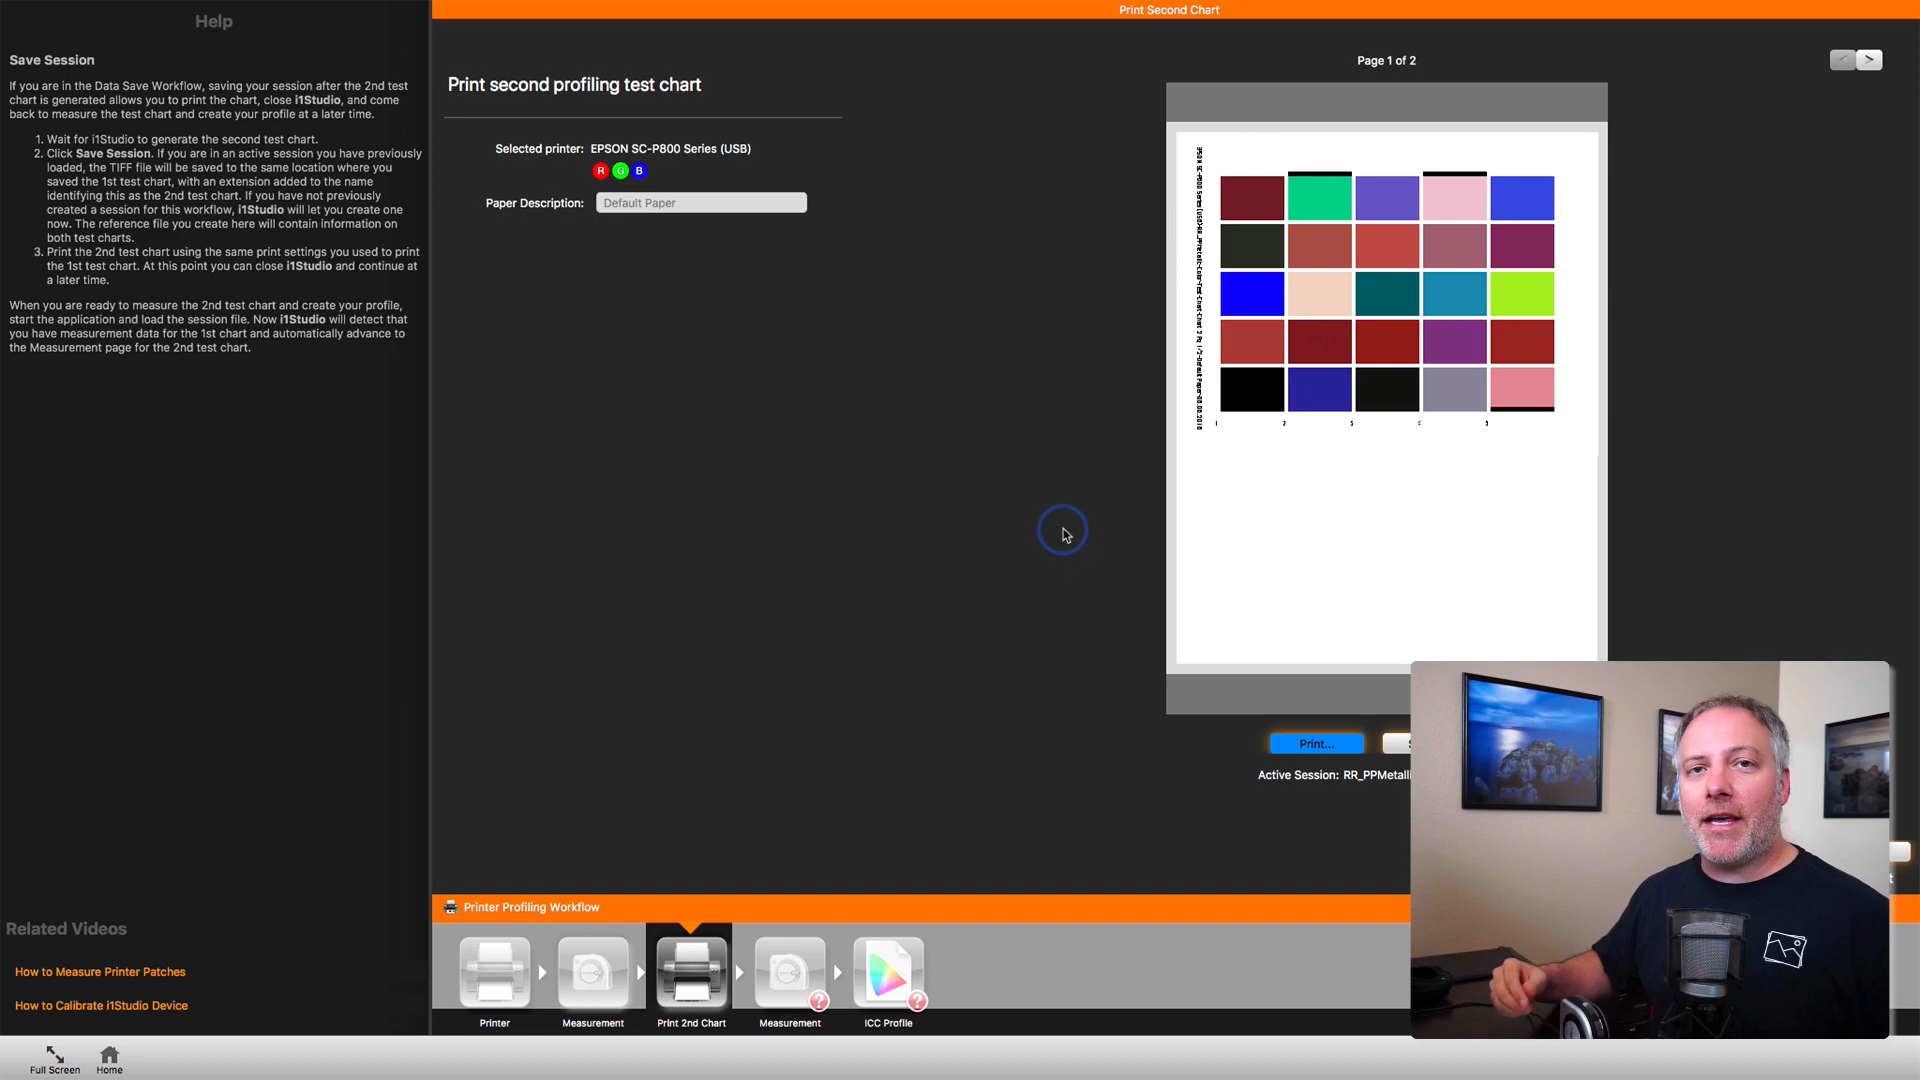 Help
Save Session
If you are in the Data Save Workflow, saving your session after the 2nd test
chart is generated allows you to print the chart, close i1Studio, and come
back to measure the test chart and create your profile at a later time.
1. Wait for i1Studio to generate the second test chart.
2. Click Save Session. If you are in an active session you have previously
loaded, the TIFF file will be saved to the same location where you
saved the 1st test chart, with an extension added to the name
identifying this as the 2nd test chart. If you have not previously
created a session for this workflow, i1Studio will let you create one
now. The reference file you create here will contain information on
both test charts.
3. Print the 2nd test chart using the same print settings you used to print
the 1st test chart. At this point you can close i1Studio and continue at
a later time.
When you are ready to measure the 2nd test chart and create your profile,
start the application and load the session file. Now i1Studio will detect that
you have measurement data for the 1st chart and automatically advance to
the Measurement page for the 2nd test chart.
Related Videos
How to Measure Printer Patches
How to Calibrate i1Studio Device
Full Screen
Home
Print Second Chart
Print second profiling test chart
Selected printer: EPSON SC-P800 Series (USB)
R G B
Paper Description: Default Paper
Page 1 of 2
< >
Print...
Active Session: RR_PPMetalli
Printer Profiling Workflow
Printer
Measurement
Print 2nd Chart
? Measurement
? ICC Profile